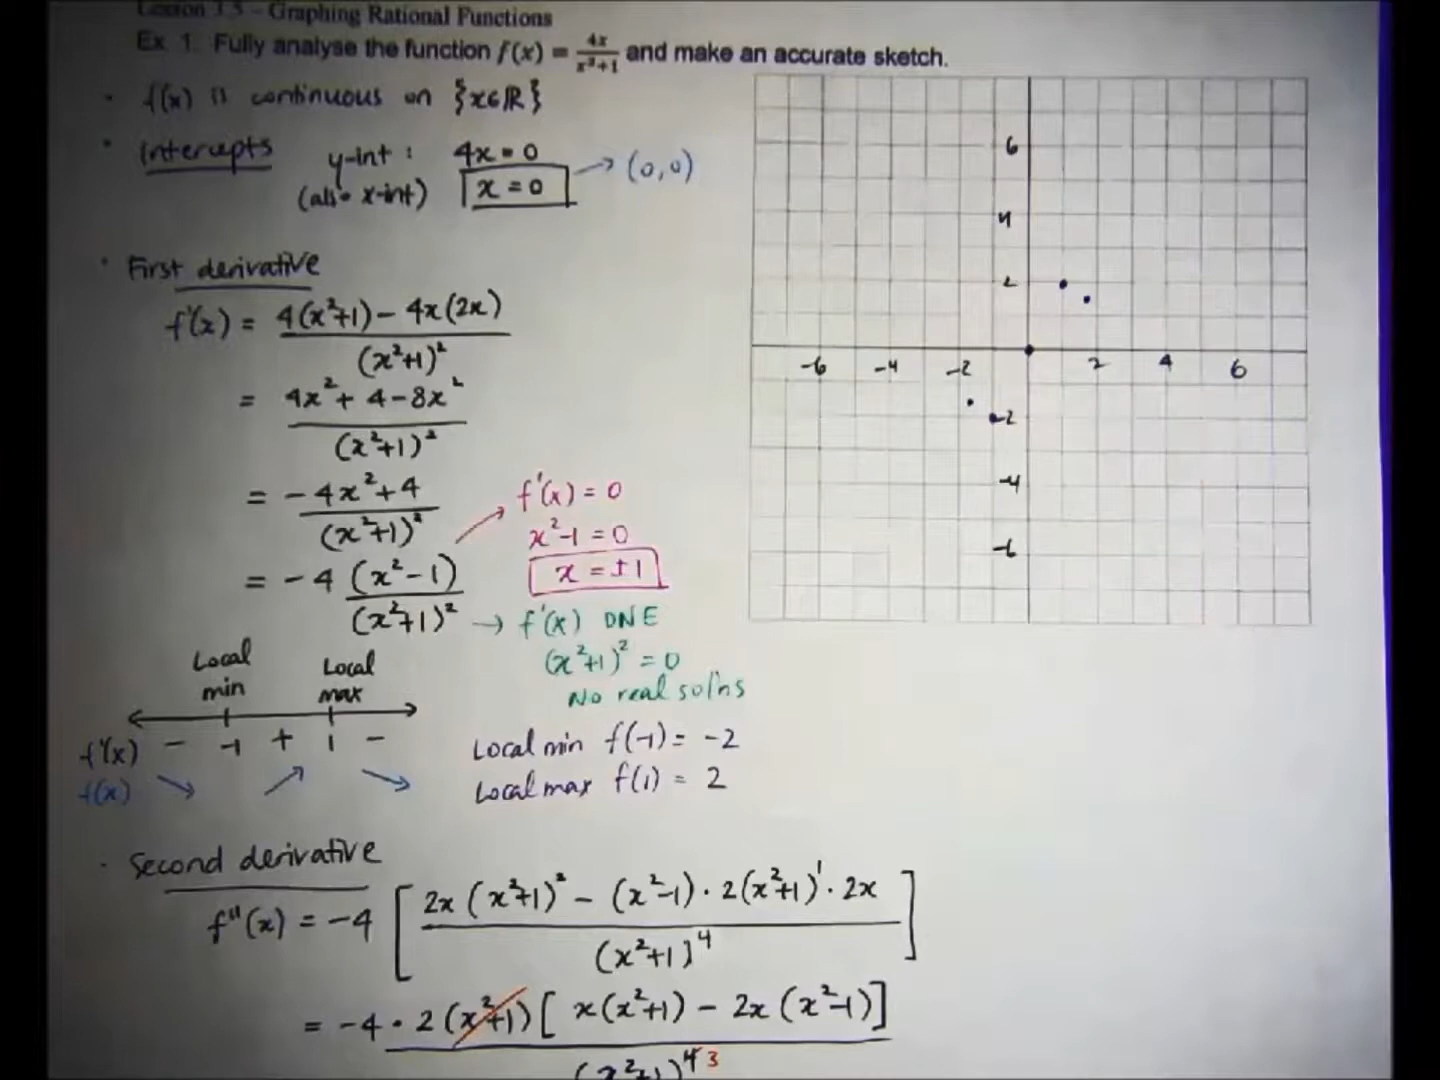 Lesson 3.5 - Graphing Rational Functions
Ex. 1. Fully analyse the function f(x) = 4x/(x²+1) and make an accurate sketch.
· f(x) is continuous on {x∈ℝ}
· Intercepts y-int : 4x = 0
(also x-int) x = 0 → (0,0)
· First derivative
f'(x) = 4(x²+1) - 4x(2x) / (x²+1)²
= 4x² + 4 - 8x² / (x²+1)²
= -4x²+4 / (x²+1)²
= -4 (x²-1) / (x²+1)²
f'(x) = 0
x²-1 = 0
x = ±1
→ f'(x) DNE
(x²+1)² = 0
No real sol'ns
Local min Local max
f'(x) - -1 + 1 -
f(x)
Local min f(-1) = -2
Local max f(1) = 2
· Second derivative
f''(x) = -4 [ 2x(x²+1)² - (x²-1)·2(x²+1)¹·2x / (x²+1)⁴ ]
= -4·2(x²+1)[x(x²+1) - 2x(x²-1)] / (x²+1)⁴ 3
6
4
2
-6 -4 -2 2 4 6
-2
-4
-6